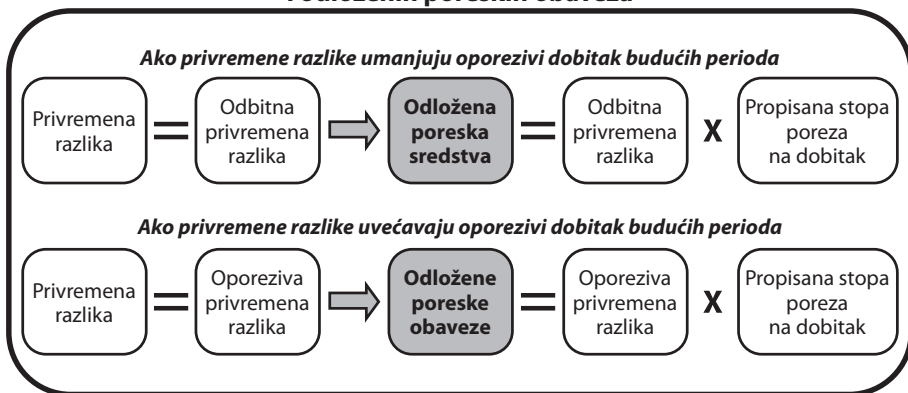 Ako privremene razlike umanjuju oporezivi dobitak budućih perioda
Privremena
razlika
=
Odbitna
privremena
razlika
Odložena
poreska
sredstva
=
Odbitna
privremena
razlika
X
Propisana stopa
poreza
na dobitak
Ako privremene razlike uvećavaju oporezivi dobitak budućih perioda
Privremena
razlika
=
Oporeziva
privremena
razlika
Odložene
poreske
obaveze
=
Oporeziva
privremena
razlika
X
Propisana stopa
poreza
na dobitak